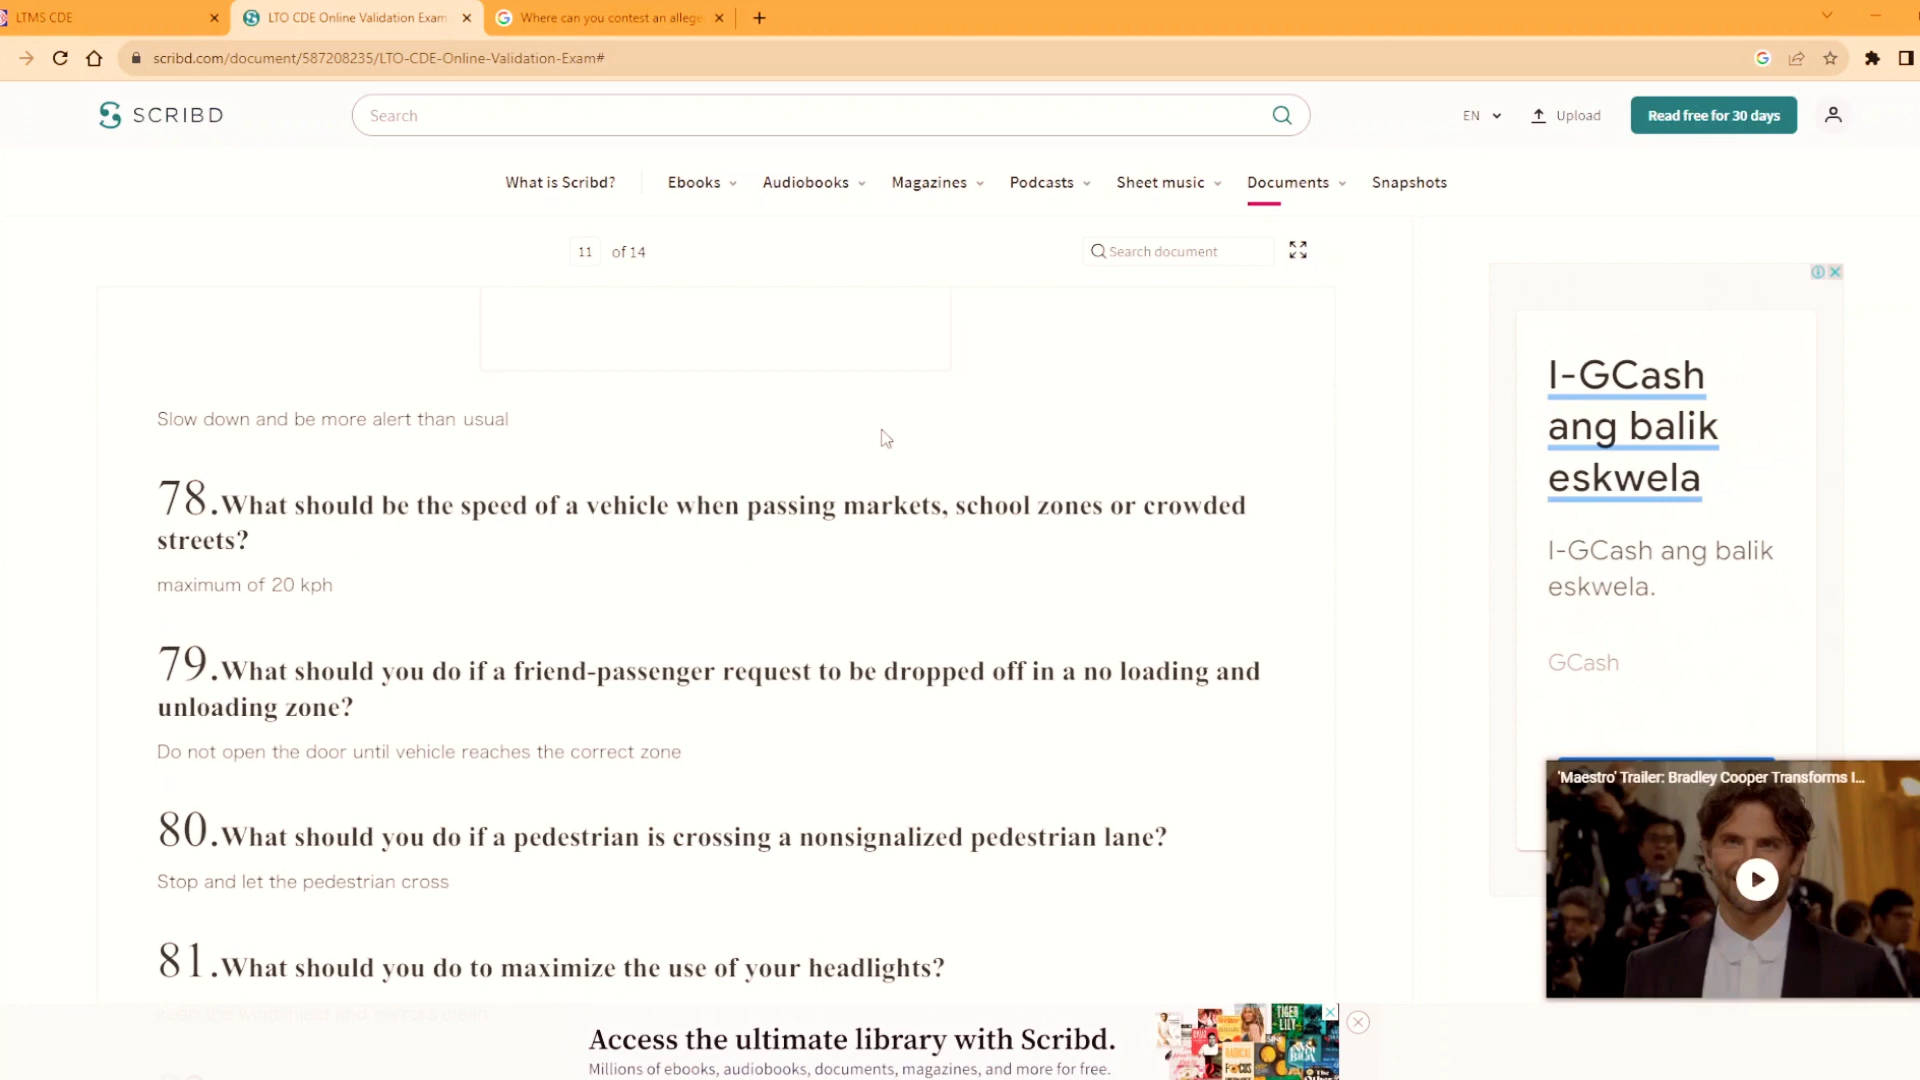 LTMS CDE
LTO CDE Online Validation Exam
Where can you contest an allege
scribd.com/document/587208235/LTO-CDE-Online-Validation-Exam#
SCRIBD
Search
EN
Upload
Read free for 30 days
What is Scribd?
Ebooks
Audiobooks
Magazines
Podcasts
Sheet music
Documents
Snapshots
11 of 14
Search document
Slow down and be more alert than usual
78.What should be the speed of a vehicle when passing markets, school zones or crowded
streets?
maximum of 20 kph
79.What should you do if a friend-passenger request to be dropped off in a no loading and
unloading zone?
Do not open the door until vehicle reaches the correct zone
80.What should you do if a pedestrian is crossing a nonsignalized pedestrian lane?
Stop and let the pedestrian cross
81.What should you do to maximize the use of your headlights?
I-GCash
ang balik
eskwela
I-GCash ang balik
eskwela.
GCash
'Maestro' Trailer: Bradley Cooper Transforms I...
Access the ultimate library with Scribd.
Millions of ebooks, audiobooks, documents, magazines, and more for free.
TIGER
LILY